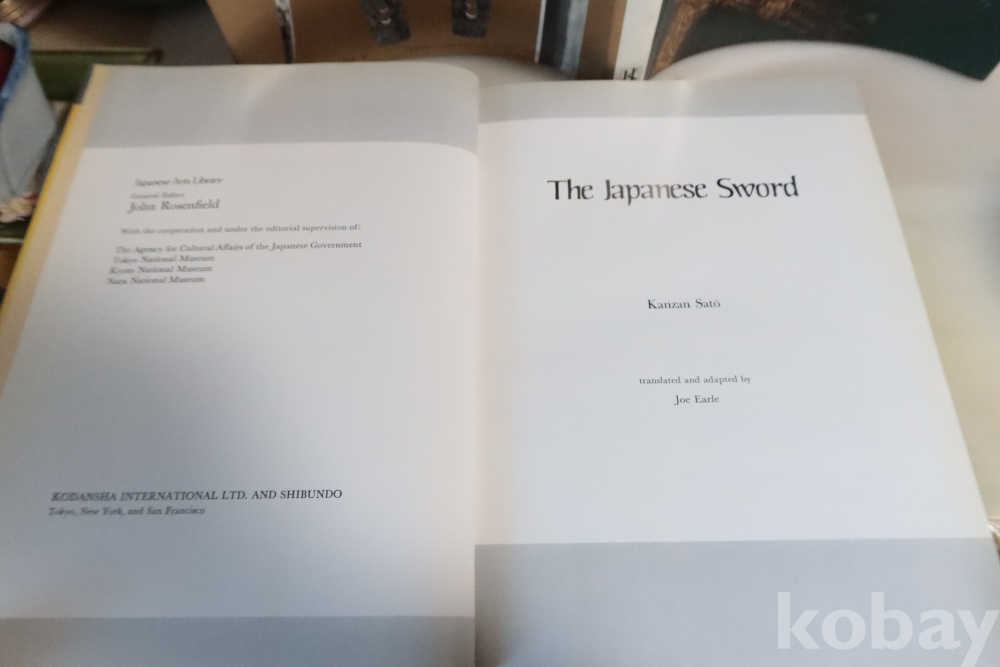 Japanese Arts Library
General Editor
John Rosenfield
With the cooperation and under the editorial supervision of:
The Agency for Cultural Affairs of the Japanese Government
Tokyo National Museum
Kyoto National Museum
Nara National Museum
KODANSHA INTERNATIONAL LTD. AND SHIBUNDO
Tokyo, New York, and San Francisco
The Japanese Sword
Kanzan Satō
translated and adapted by
Joe Earle
kobay